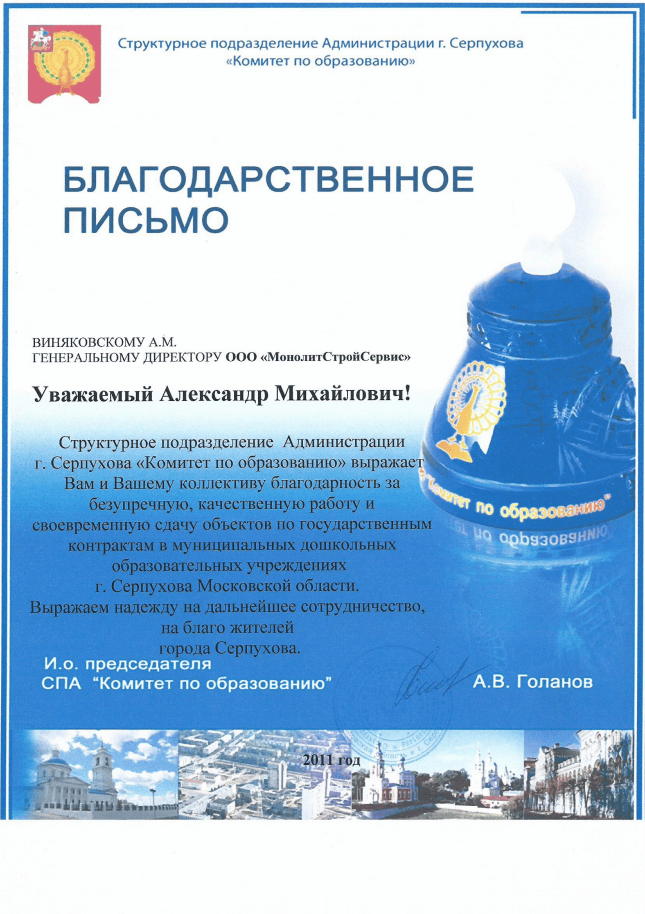 Структурное подразделение Администрации г. Серпухова
«Комитет по образованию»
БЛАГОДАРСТВЕННОЕ
ПИСЬМО
ВИНЯКОВСКОМУ А.М.
ГЕНЕРАЛЬНОМУ ДИРЕКТОРУ ООО «МонолитСтройСервис»
Уважаемый Александр Михайлович!
Структурное подразделение Администрации
г. Серпухова «Комитет по образованию» выражает
Вам и Вашему коллективу благодарность за
безупречную, качественную работу и
своевременную сдачу объектов по государственным
контрактам в муниципальных дошкольных
образовательных учреждениях
г. Серпухова Московской области.
Выражаем надежду на дальнейшее сотрудничество,
на благо жителей
города Серпухова.
"Комитет по образованию"
И.о. председателя
СПА "Комитет по образованию"
А.В. Голанов
2011 год